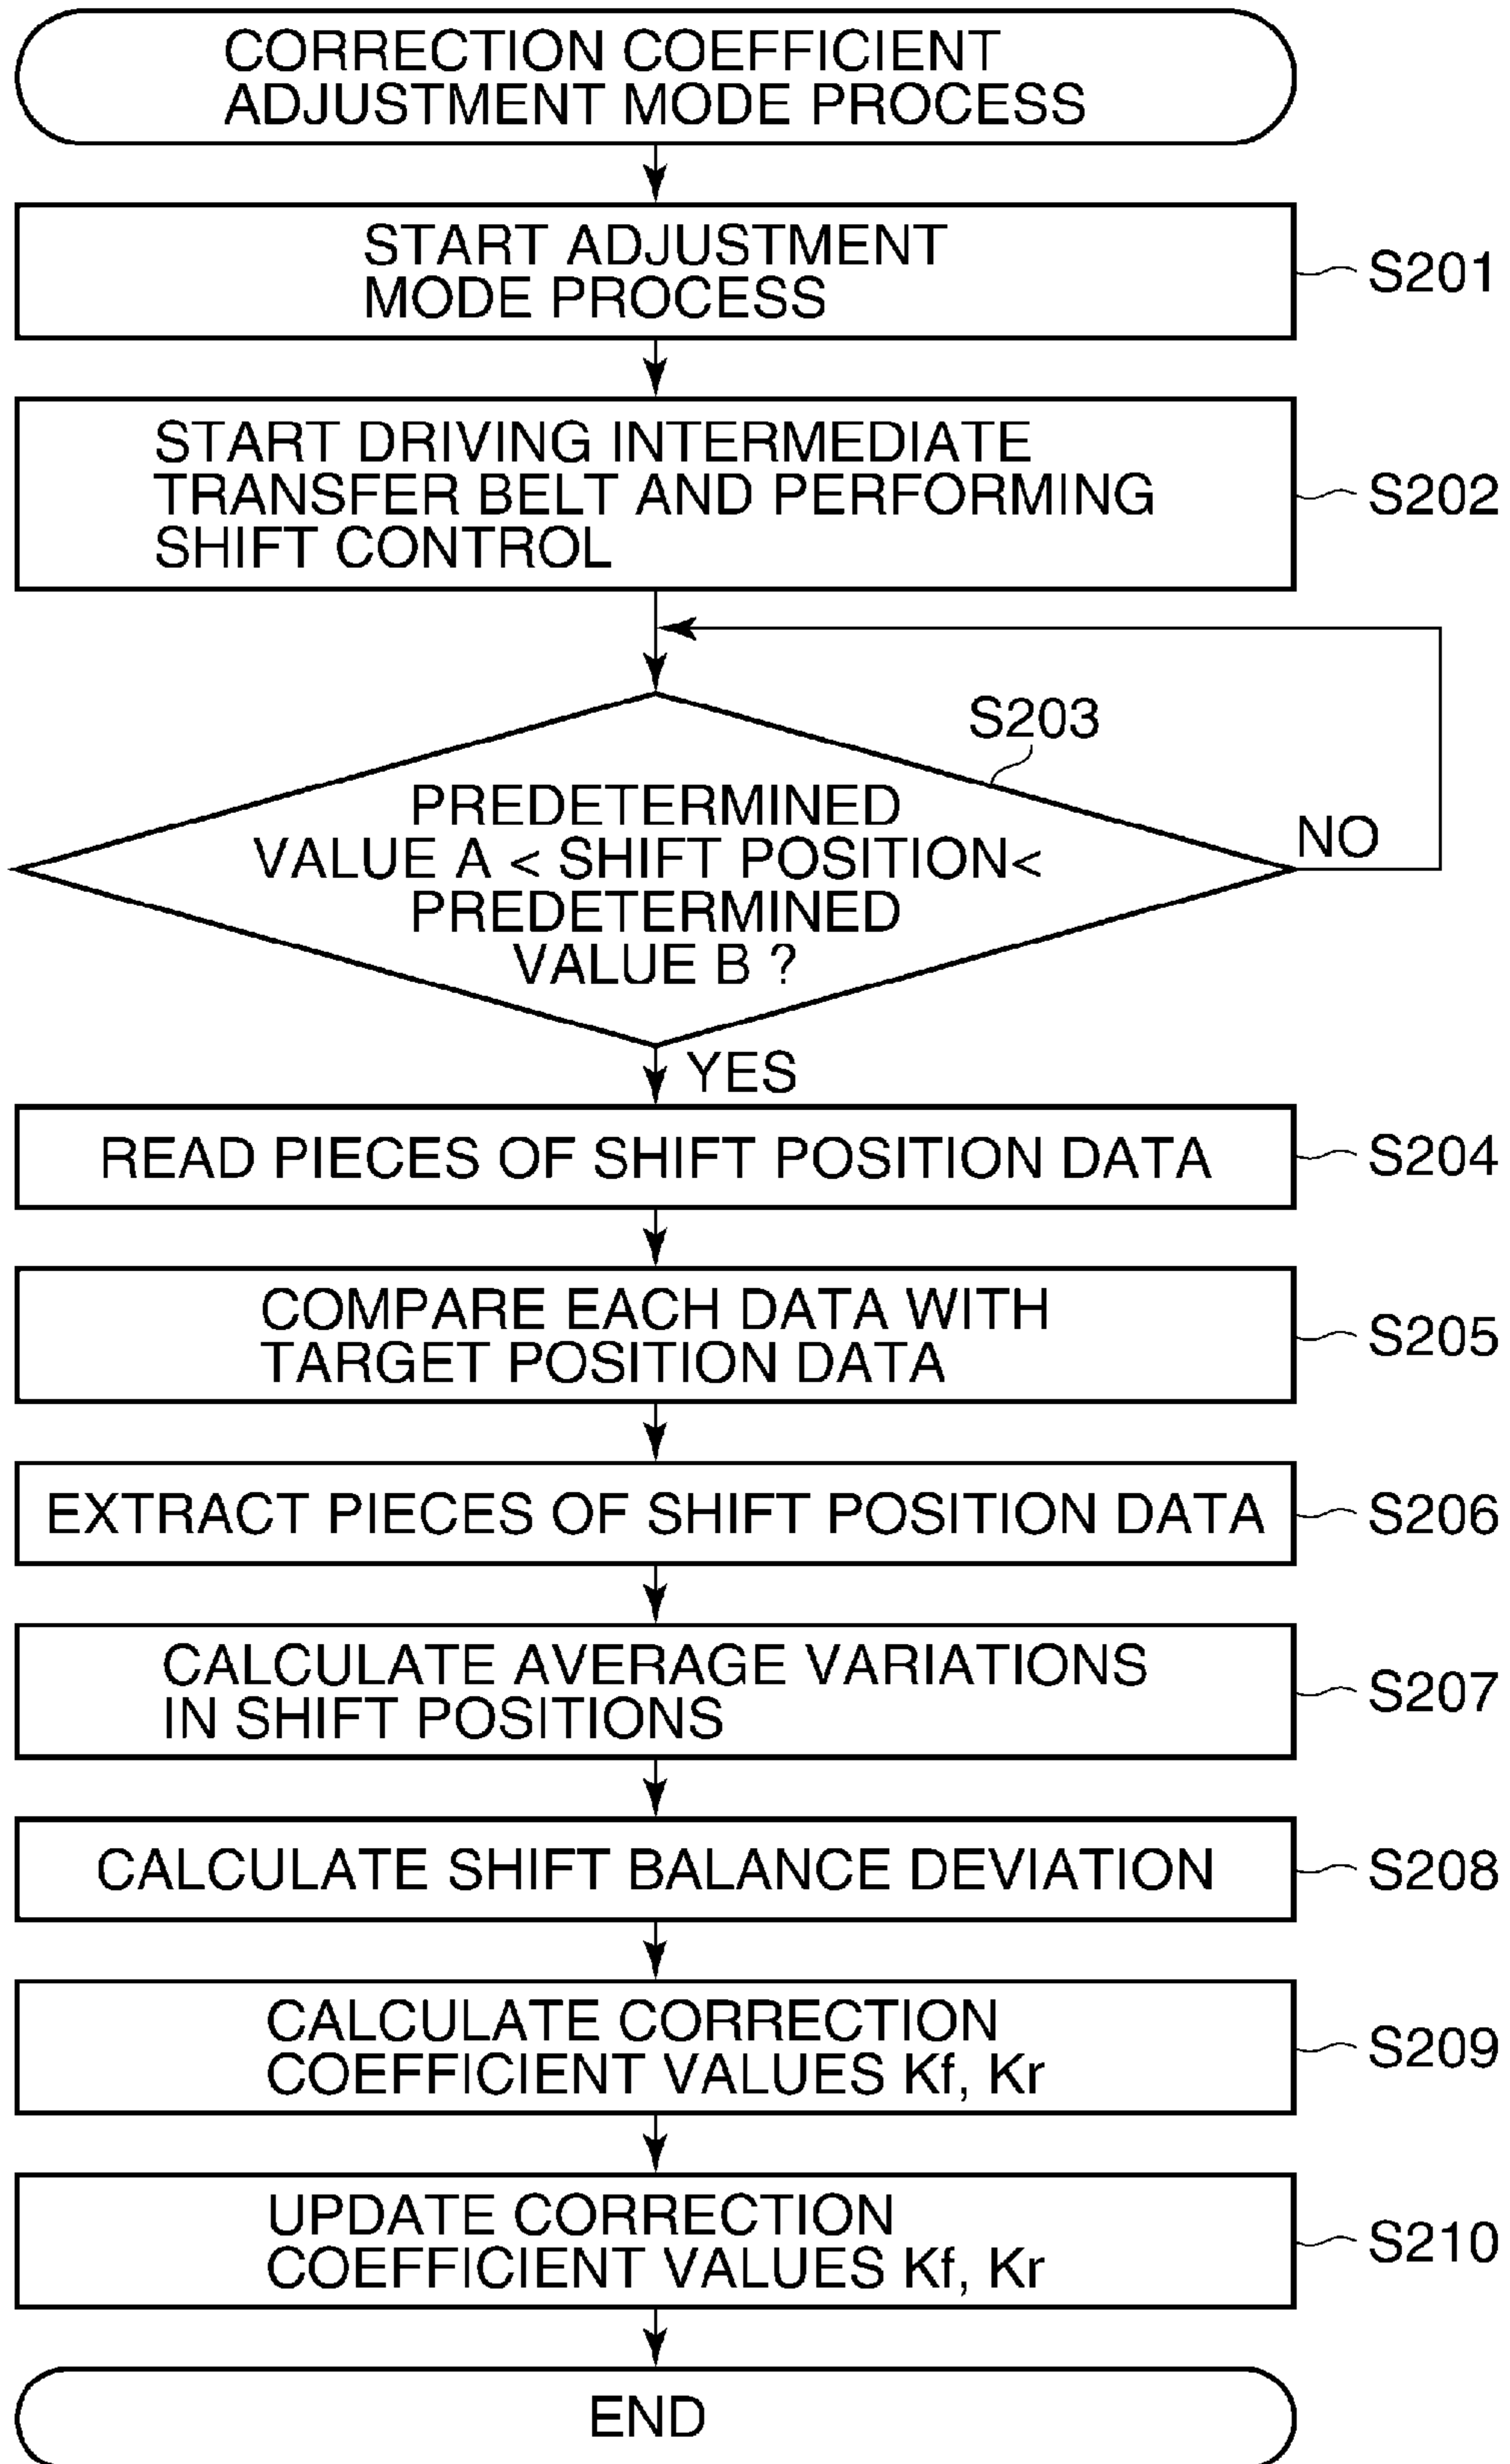 CORRECTION COEFFICIENT
ADJUSTMENT MODE PROCESS
START ADJUSTMENT
MODE PROCESS
S201
START DRIVING INTERMEDIATE
TRANSFER BELT AND PERFORMING
SHIFT CONTROL
S202
S203
PREDETERMINED
VALUE A < SHIFT POSITION<
PREDETERMINED
VALUE B ?
NO
YES
READ PIECES OF SHIFT POSITION DATA
S204
COMPARE EACH DATA WITH
TARGET POSITION DATA
S205
EXTRACT PIECES OF SHIFT POSITION DATA
S206
CALCULATE AVERAGE VARIATIONS
IN SHIFT POSITIONS
S207
CALCULATE SHIFT BALANCE DEVIATION
S208
CALCULATE CORRECTION
COEFFICIENT VALUES Kf, Kr
S209
UPDATE CORRECTION
COEFFICIENT VALUES Kf, Kr
S210
END